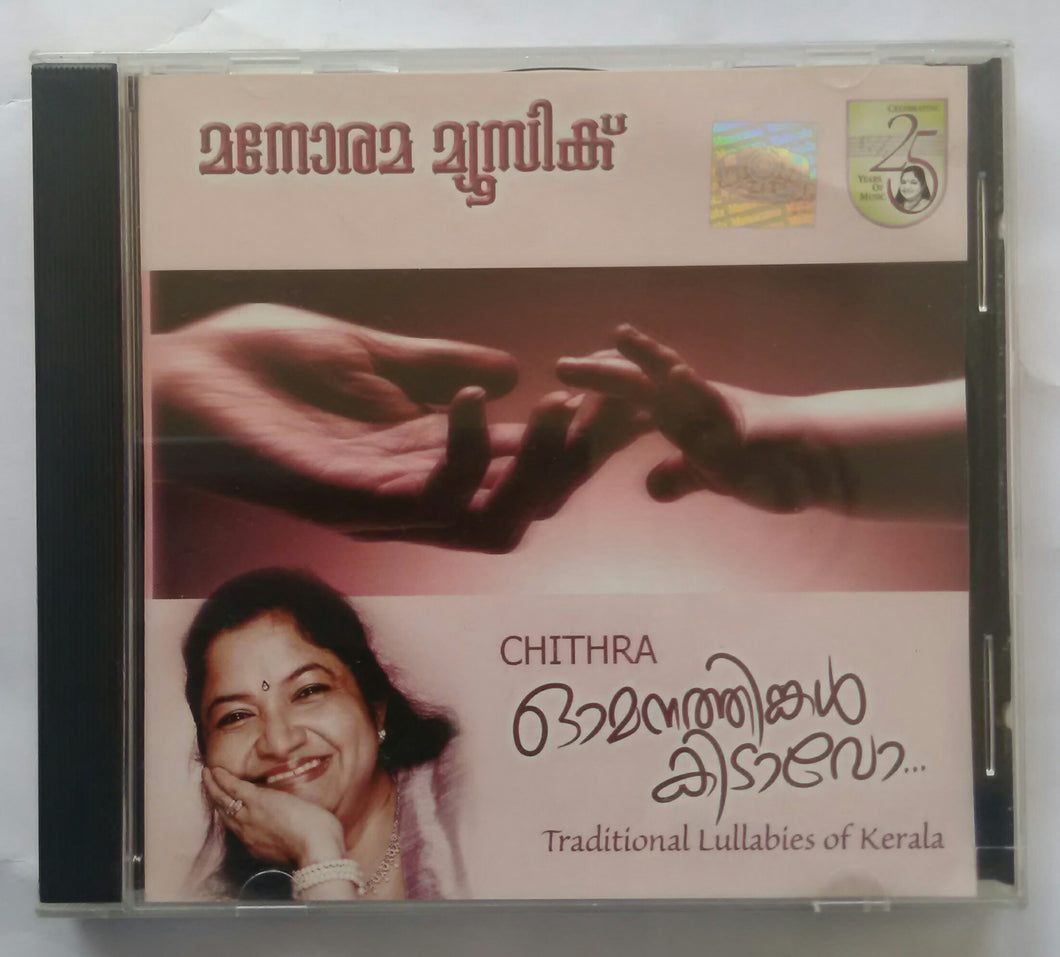 മനോരമ മ്യൂസിക്
CELEBRATING
25
YEARS
OF
MUSIC
CHITHRA
ഓമനത്തിങ്കൾ
കിടാവോ...
Traditional Lullabies of Kerala